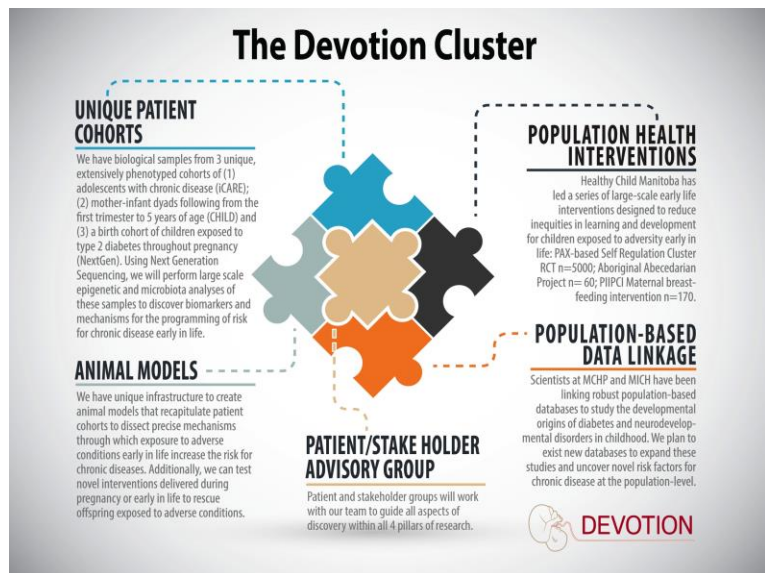 The Devotion Cluster
UNIQUE PATIENT
COHORTS
We have biological samples from 3 unique,
extensively phenotyped cohorts of (1)
adolescents with chronic disease (iCARE);
(2) mother-infant dyads following from the
first trimester to 5 years of age (CHILD) and
(3) a birth cohort of children exposed to
type 2 diabetes throughout pregnancy
(NextGen). Using Next Generation
Sequencing, we will perform large scale
epigenetic and microbiota analyses of
these samples to discover biomarkers and
mechanisms for the programming of risk
for chronic disease early in life.
ANIMAL MODELS
We have unique infrastructure to create
animal models that recapitulate patient
cohorts to dissect precise mechanisms
through which exposure to adverse
conditions early in life increase the risk for
chronic diseases. Additionally, we can test
novel interventions delivered during
pregnancy or early in life to rescue
offspring exposed to adverse conditions.
PATIENT/STAKE HOLDER
ADVISORY GROUP
Patient and stakeholder groups will work
with our team to guide all aspects of
discovery within all 4 pillars of research.
POPULATION HEALTH
INTERVENTIONS
Healthy Child Manitoba has
led a series of large-scale early life
interventions designed to reduce
inequities in learning and development
for children exposed to adversity early in
life: PAX-based Self Regulation Cluster
RCT n=5000; Aboriginal Abecedarian
Project n= 60; PIIPCI Maternal breast-
feeding intervention n=170.
POPULATION-BASED
DATA LINKAGE
Scientists at MCHP and MICH have been
linking robust population-based
databases to study the developmental
origins of diabetes and neurodevelop-
mental disorders in childhood. We plan to
exist new databases to expand these
studies and uncover novel risk factors for
chronic disease at the population-level.
DEVOTION